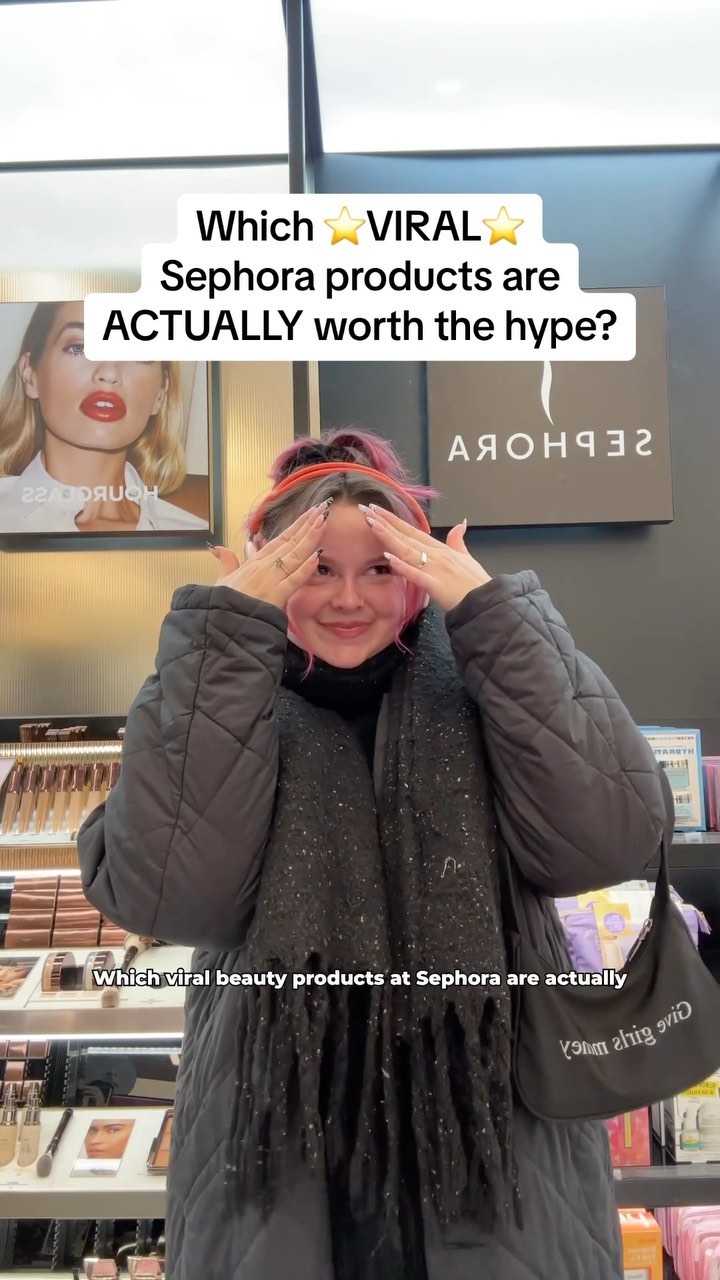 Which ⭐VIRAL⭐
Sephora products are
ACTUALLY worth the hype?
SEPHORA
HOURGLASS
HYDRATI
Which viral beauty products at Sephora are actually
Give girls money